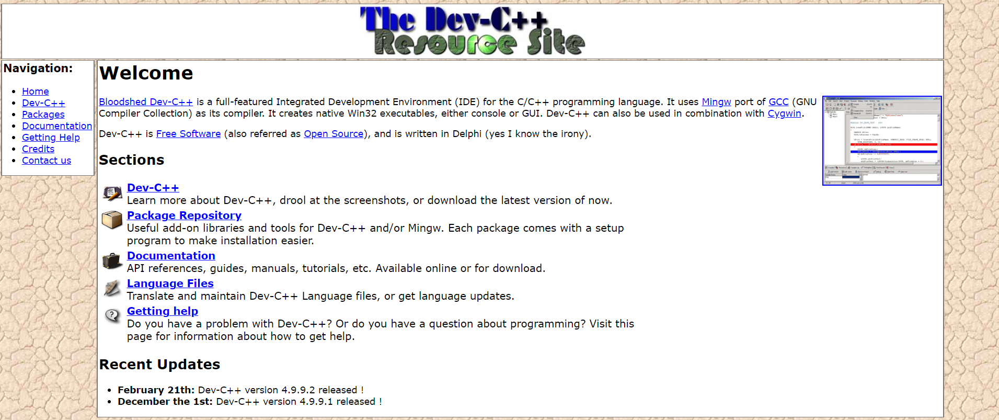 The Dev-C++
Resource Site
Navigation:
Home
Dev-C++
Packages
Documentation
Getting Help
Credits
Contact us
Welcome
Bloodshed Dev-C++ is a full-featured Integrated Development Environment (IDE) for the C/C++ programming language. It uses Mingw port of GCC (GNU
Compiler Collection) as its compiler. It creates native Win32 executables, either console or GUI. Dev-C++ can also be used in combination with Cygwin.
Dev-C++ is Free Software (also referred as Open Source), and is written in Delphi (yes I know the irony).
Sections
Dev-C++
Learn more about Dev-C++, drool at the screenshots, or download the latest version of now.
Package Repository
Useful add-on libraries and tools for Dev-C++ and/or Mingw. Each package comes with a setup
program to make installation easier.
Documentation
API references, guides, manuals, tutorials, etc. Available online or for download.
Language Files
Translate and maintain Dev-C++ Language files, or get language updates.
Getting help
Do you have a problem with Dev-C++? Or do you have a question about programming? Visit this
page for information about how to get help.
Recent Updates
February 21th: Dev-C++ version 4.9.9.2 released !
December the 1st: Dev-C++ version 4.9.9.1 released !